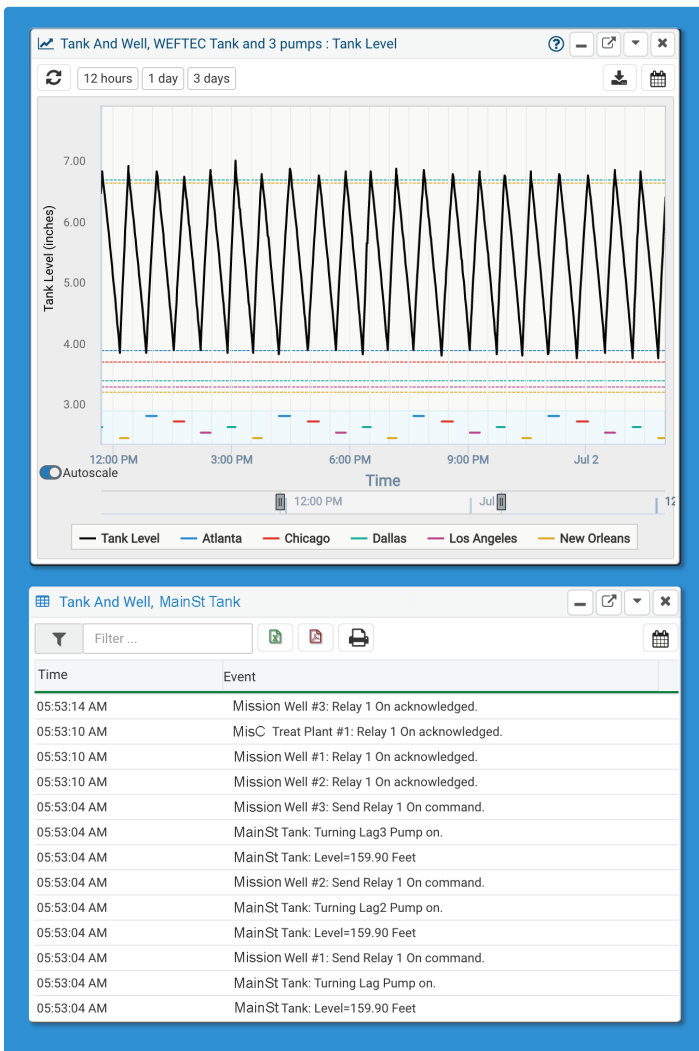 Tank And Well, WEFTEC Tank and 3 pumps : Tank Level
12 hours 1 day 3 days
7.00
6.00
5.00
4.00
3.00
Tank Level (inches)
12:00 PM 3:00 PM 6:00 PM 9:00 PM Jul 2
Autoscale
Time
12:00 PM Jul 12
Tank Level Atlanta Chicago Dallas Los Angeles New Orleans
Tank And Well, MainSt Tank
Filter ...
Time Event
05:53:14 AM Mission Well #3: Relay 1 On acknowledged.
05:53:10 AM MisC Treat Plant #1: Relay 1 On acknowledged.
05:53:10 AM Mission Well #1: Relay 1 On acknowledged.
05:53:10 AM Mission Well #2: Relay 1 On acknowledged.
05:53:04 AM Mission Well #3: Send Relay 1 On command.
05:53:04 AM MainSt Tank: Turning Lag3 Pump on.
05:53:04 AM MainSt Tank: Level=159.90 Feet
05:53:04 AM Mission Well #2: Send Relay 1 On command.
05:53:04 AM MainSt Tank: Turning Lag2 Pump on.
05:53:04 AM MainSt Tank: Level=159.90 Feet
05:53:04 AM Mission Well #1: Send Relay 1 On command.
05:53:04 AM MainSt Tank: Turning Lag Pump on.
05:53:04 AM MainSt Tank: Level=159.90 Feet